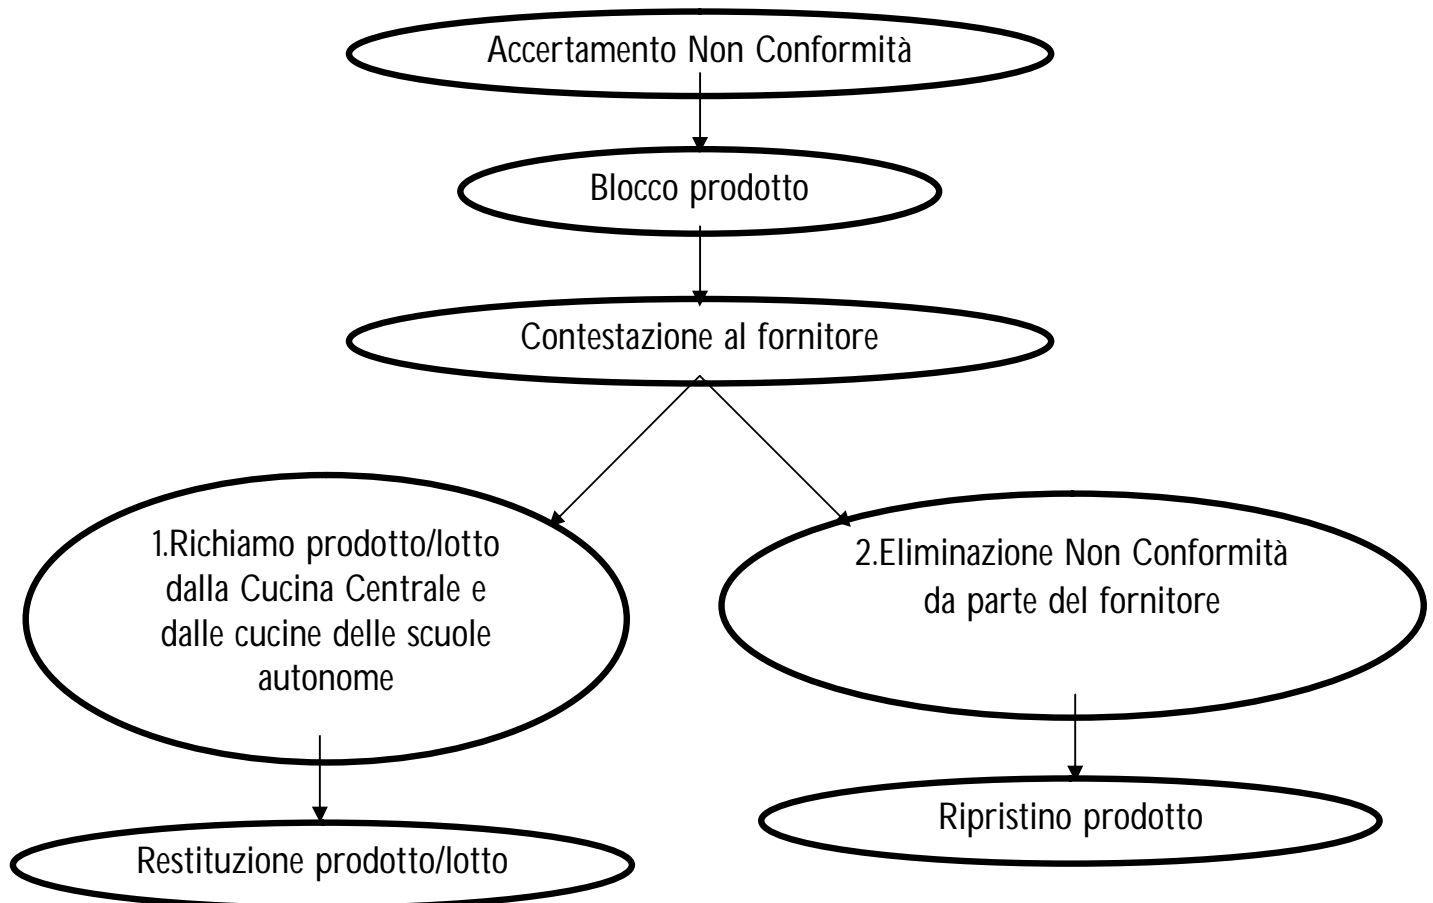 Accertamento Non Conformità
Blocco prodotto
Contestazione al fornitore
1.Richiamo prodotto/lotto
dalla Cucina Centrale e
dalle cucine delle scuole
autonome
2.Eliminazione Non Conformità
da parte del fornitore
Restituzione prodotto/lotto
Ripristino prodotto